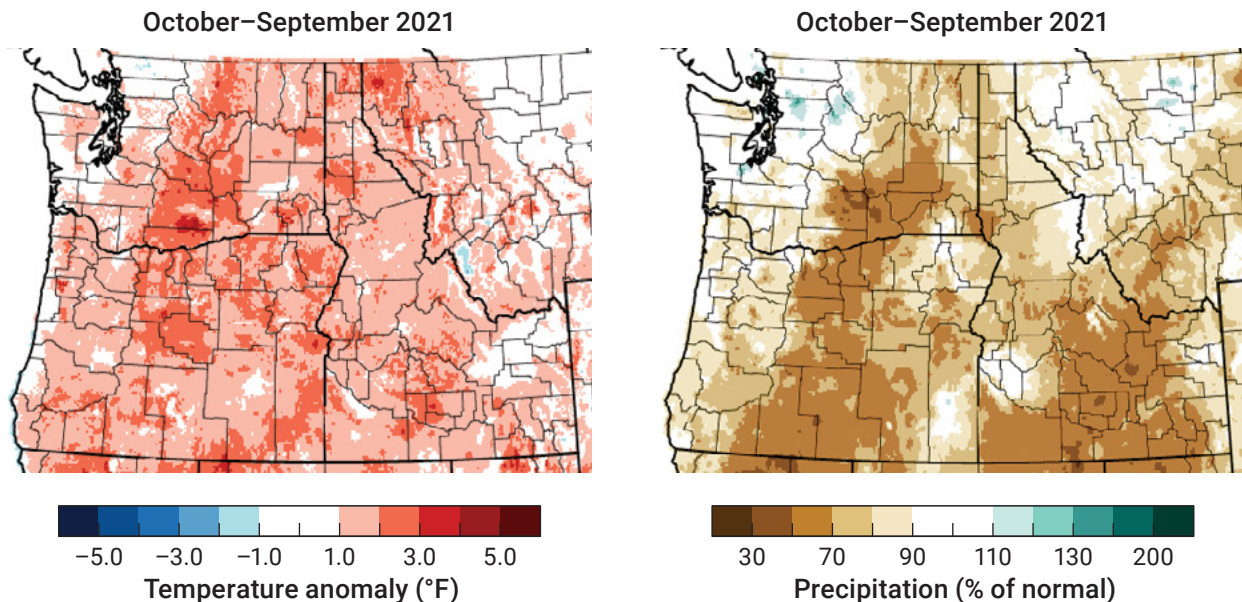 October–September 2021
−5.0 −3.0 −1.0 1.0 3.0 5.0
Temperature anomaly (°F)
October–September 2021
30 70 90 110 130 200
Precipitation (% of normal)